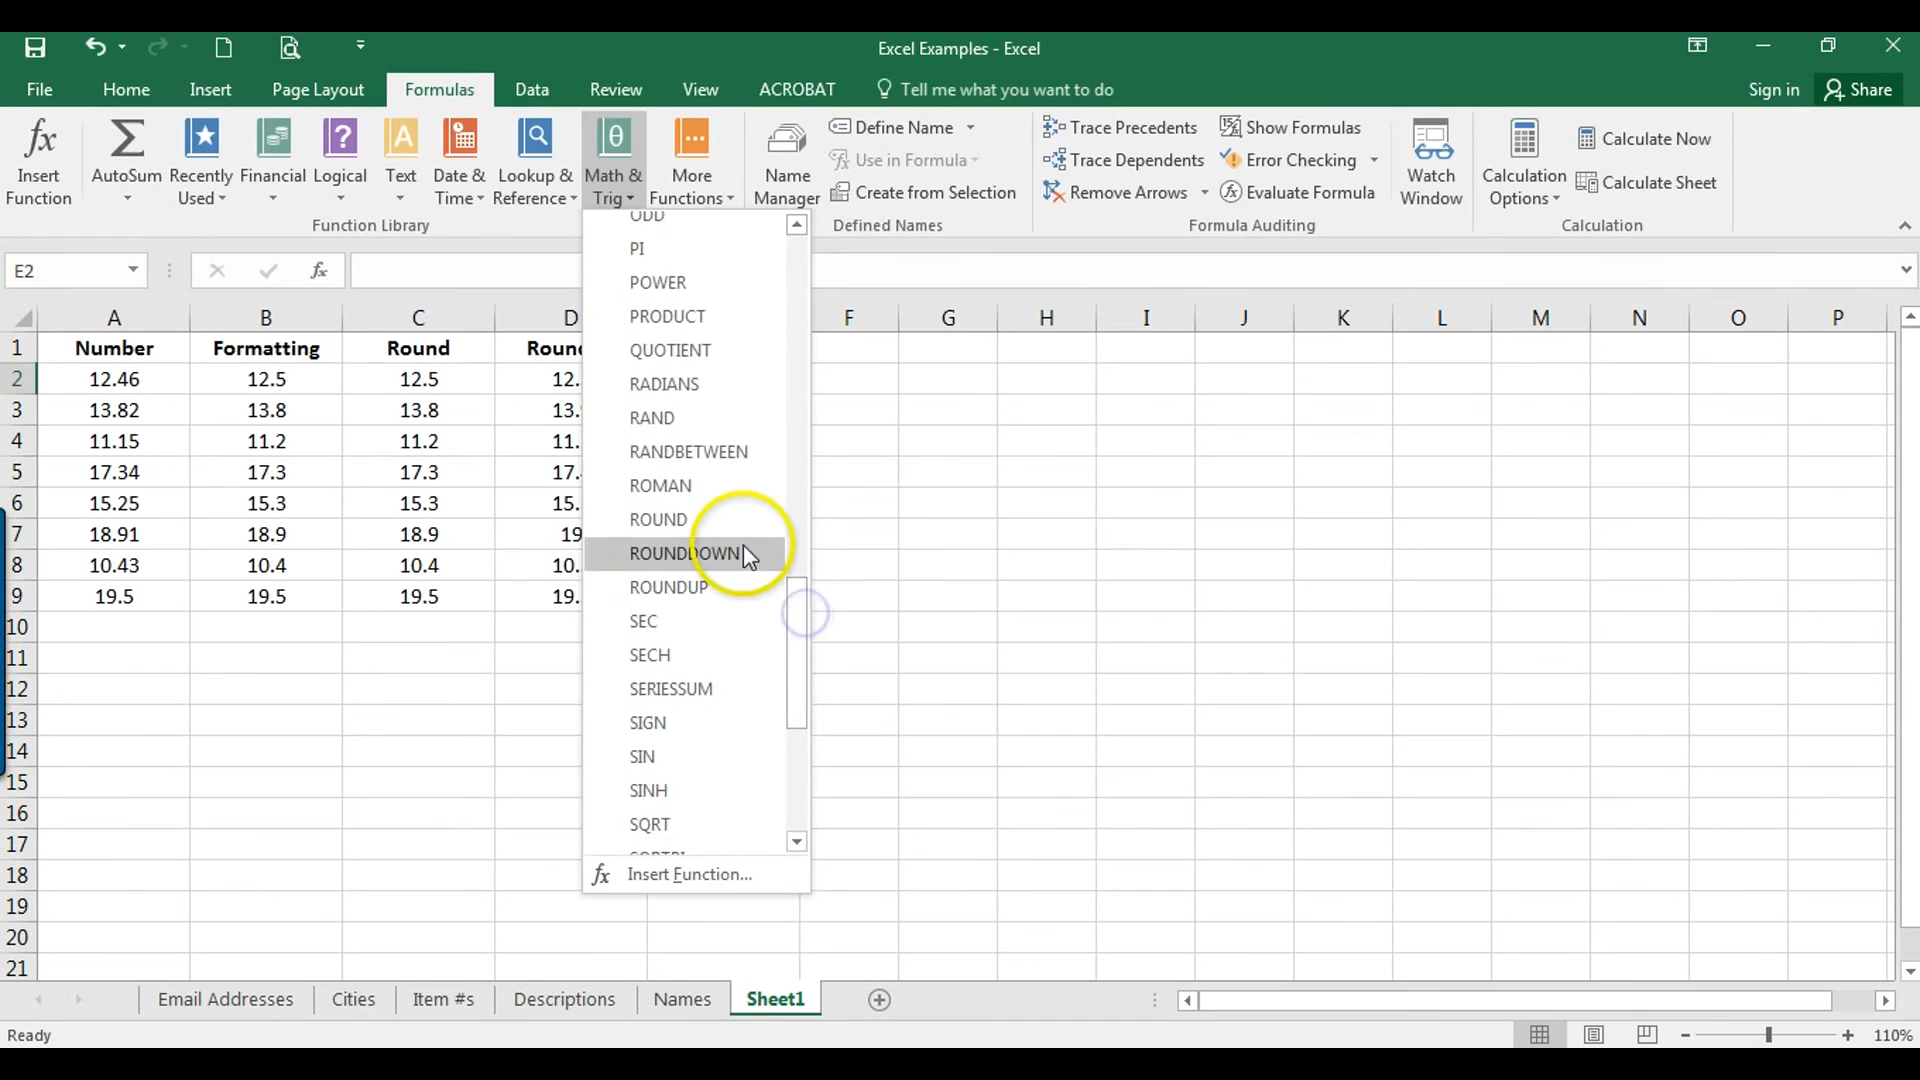 Excel Examples - Excel
File Home Insert Page Layout Formulas Data Review View ACROBAT Tell me what you want to do Sign in Share
Insert Function
AutoSum
Recently Used
Financial
Logical
Text
Date & Time
Lookup & Reference
Math & Trig
More Functions
Function Library
Name Manager
Define Name
Use in Formula
Create from Selection
Defined Names
Trace Precedents
Trace Dependents
Remove Arrows
Show Formulas
Error Checking
Evaluate Formula
Formula Auditing
Watch Window
Calculation Options
Calculate Now
Calculate Sheet
Calculation
E2 fx
A B C D F G H I J K L M N O P
1 Number Formatting Round
2 12.46 12.5 12.5
3 13.82 13.8 13.8
4 11.15 11.2 11.2
5 17.34 17.3 17.3
6 15.25 15.3 15.3
7 18.91 18.9 18.9 19
8 10.43 10.4 10.4
9 19.5 19.5 19.5
10
11
12
13
14
15
16
17
18
19
20
21
ODD
PI
POWER
PRODUCT
QUOTIENT
RADIANS
RAND
RANDBETWEEN
ROMAN
ROUND
ROUNDDOWN
ROUNDUP
SEC
SECH
SERIESSUM
SIGN
SIN
SINH
SQRT
fx Insert Function...
Email Addresses Cities Item #s Descriptions Names Sheet1
Ready 110%